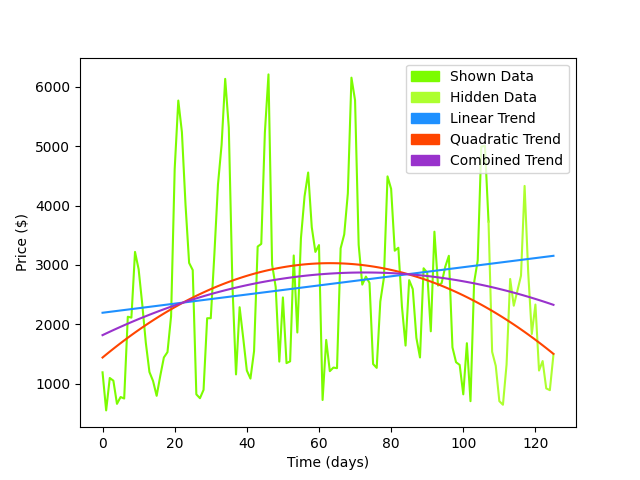 6000
5000
4000
3000
2000
1000
0
20
40
60
80
100
120
Price ($)
Time (days)
Shown Data
Hidden Data
Linear Trend
Quadratic Trend
Combined Trend